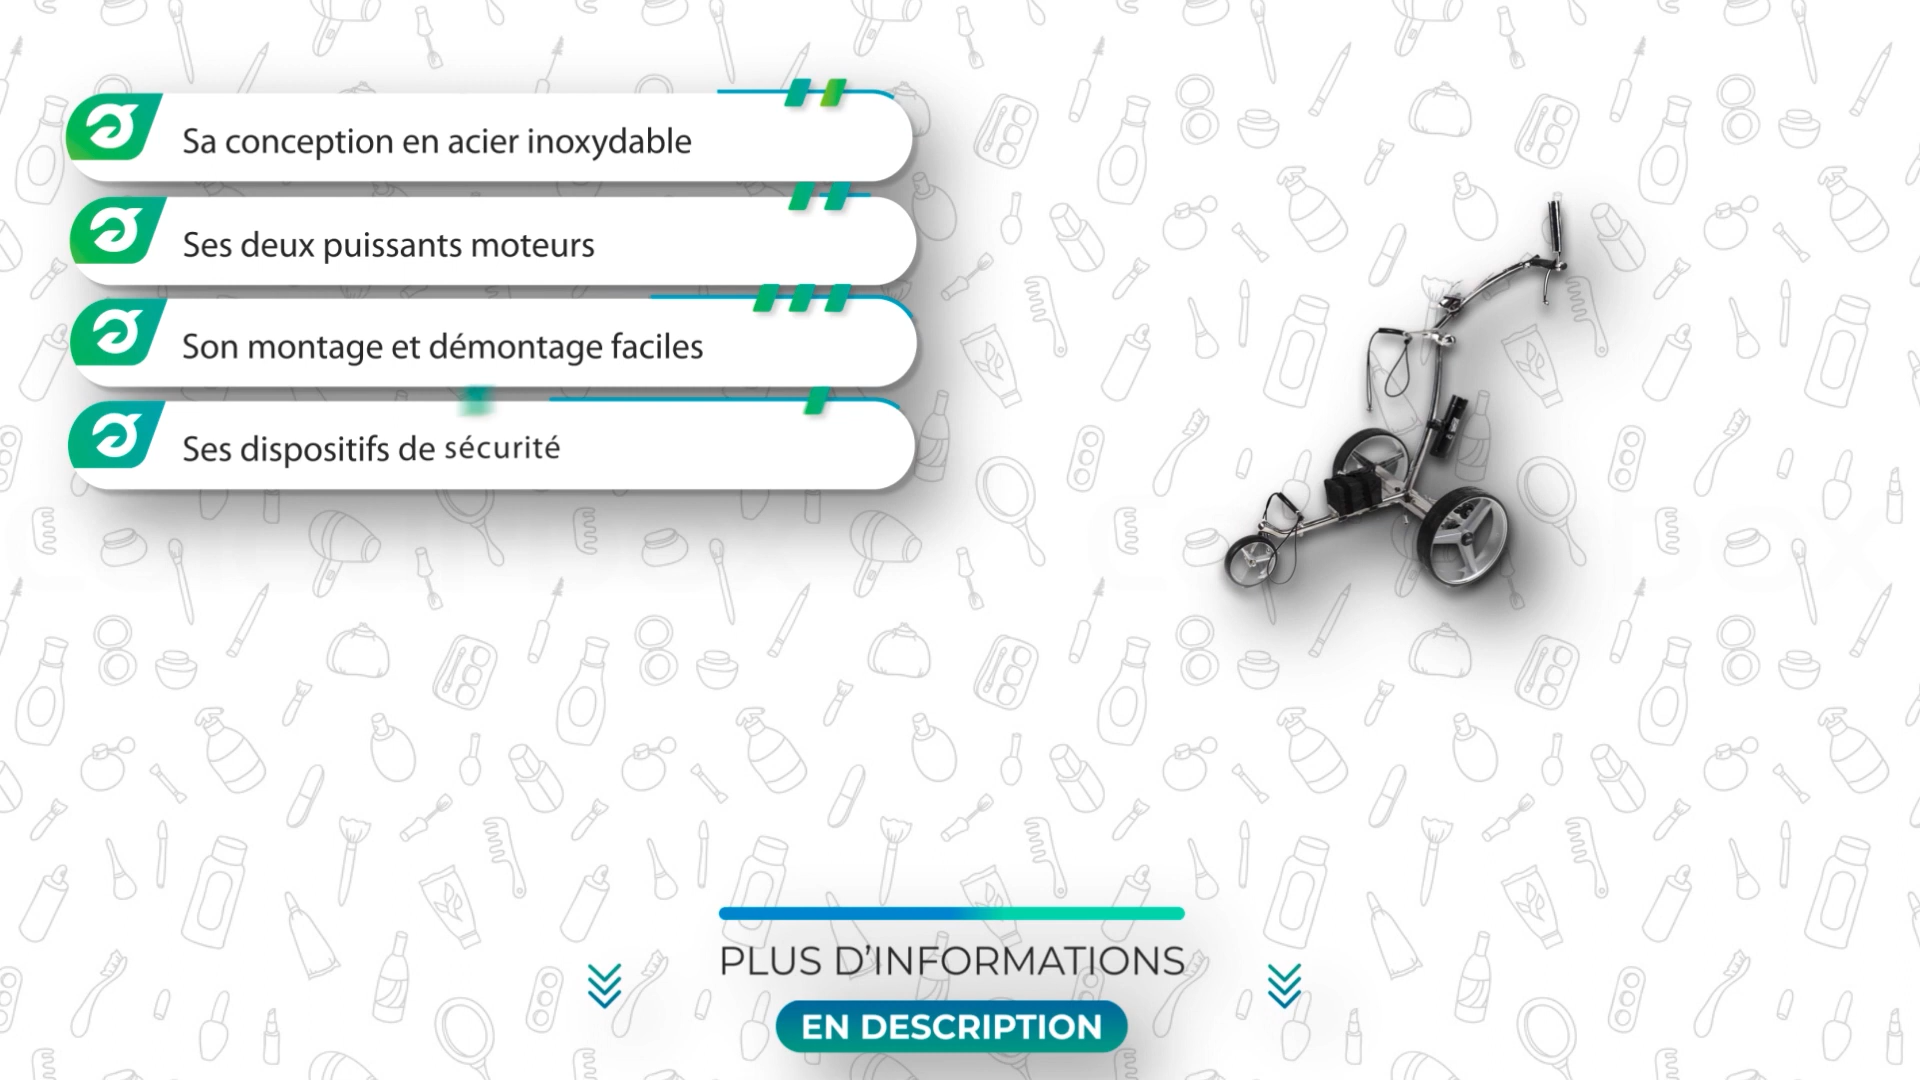 Sa conception en acier inoxydable
Ses deux puissants moteurs
Son montage et démontage faciles
Ses dispositifs de sécurité
PLUS D’INFORMATIONS
EN DESCRIPTION